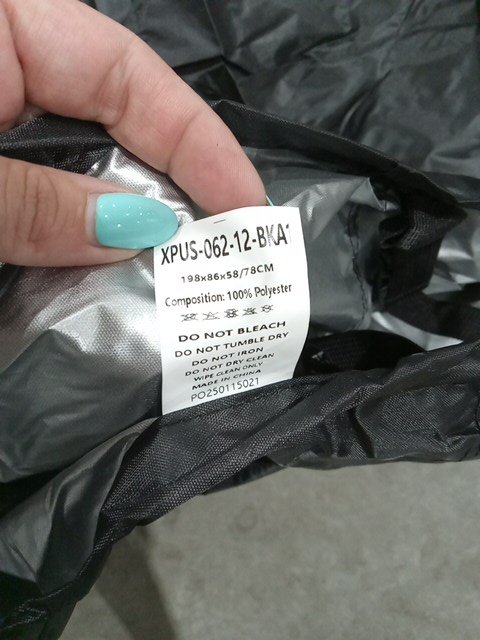 XPUS-062-12-BKA1
198x86x58/78CM
Composition: 100% Polyester
DO NOT BLEACH
DO NOT TUMBLE DRY
DO NOT IRON
DO NOT DRY CLEAN
WIPE CLEAN ONLY
MADE IN CHINA
PO250115021